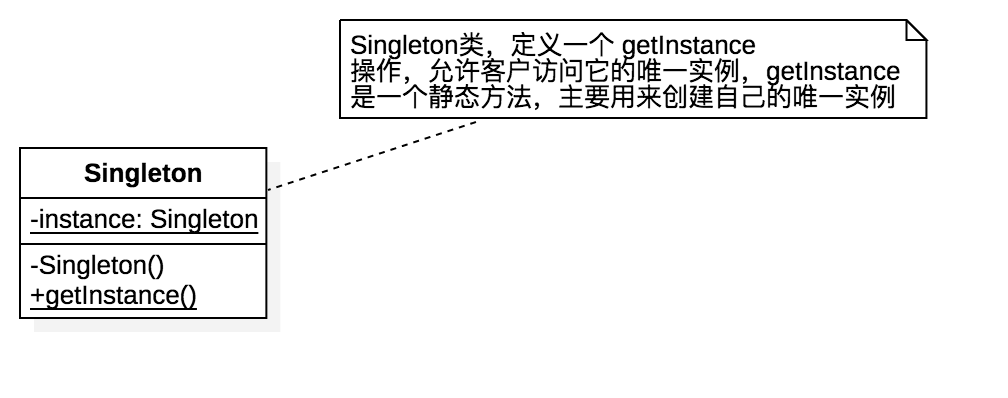 Singleton类，定义一个 getInstance
操作，允许客户访问它的唯一实例，getInstance
是一个静态方法，主要用来创建自己的唯一实例
Singleton
-instance: Singleton
-Singleton()
+getInstance()